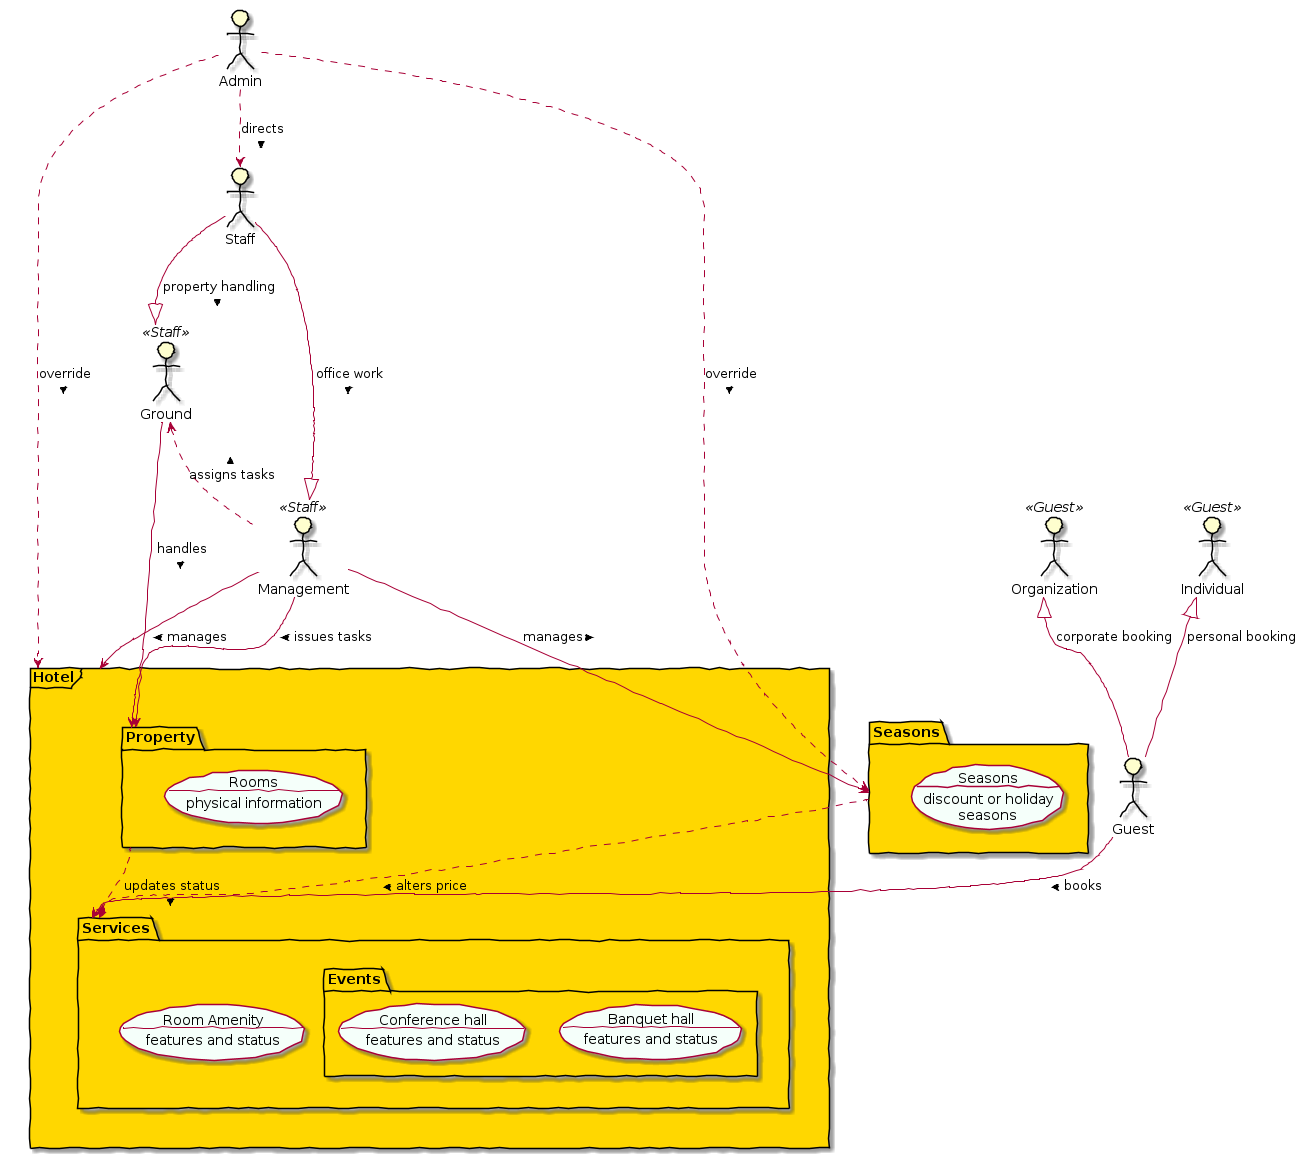 Admin
directs
Staff
property handling
«Staff»
override
office work
override
Ground
assigns tasks
«Staff»
«Guest»
«Guest»
handles
Management
Organization
Individual
manages
issues tasks
manages
corporate booking
personal booking
Hotel
Property
Seasons
Rooms
physical information
Seasons
discount or holiday
seasons
Guest
updates status
alters price
books
Services
Events
Room Amenity
features and status
Conference hall
features and status
Banquet hall
features and status